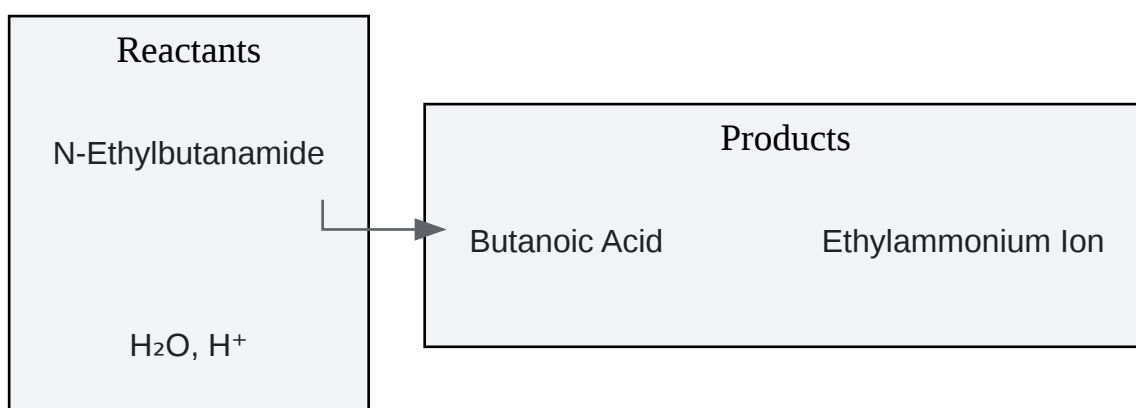 Reactants
N-Ethylbutanamide
H₂O, H⁺
Products
Butanoic Acid
Ethylammonium Ion